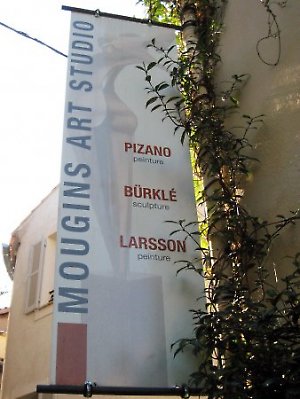 MOUGINS ART STUDIO
PIZANO
peinture
BÜRKLÉ
sculpture
LARSSON
peinture